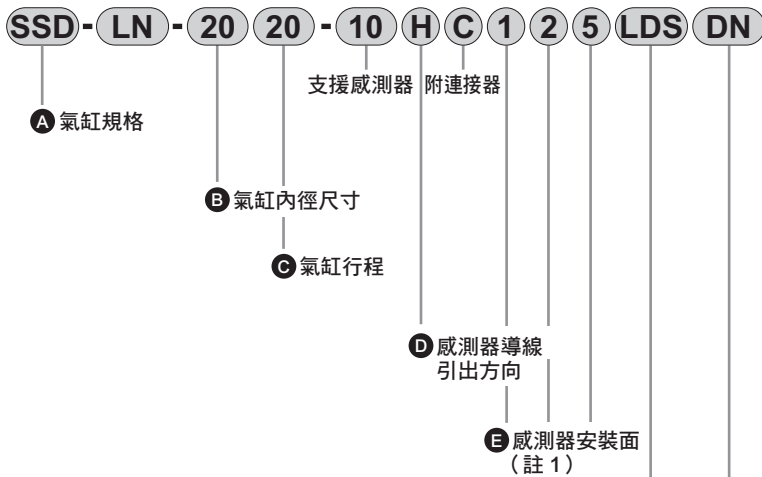 SSD-LN-20 20-10 H C 1 2 5 LDS DN
支援感測器 附連接器
A 氣缸規格
B 氣缸內徑尺寸
C 氣缸行程
D 感測器導線
引出方向
E 感測器安裝面
（註 1）